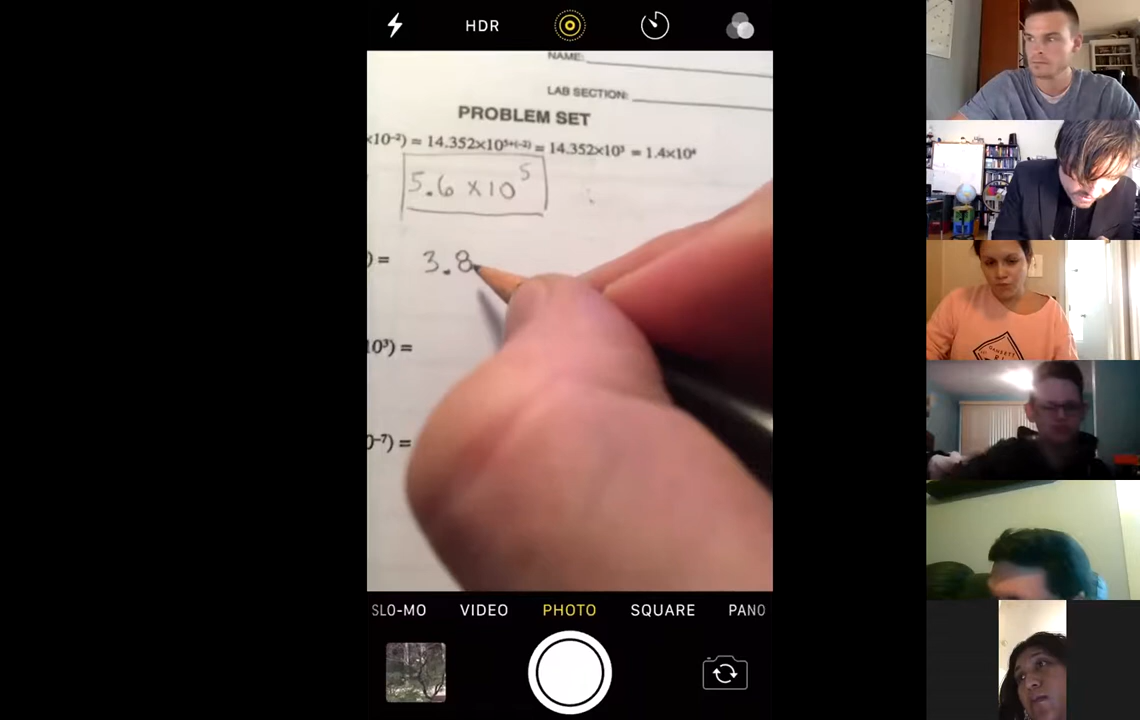 HDR
NAME:
LAB SECTION:
PROBLEM SET
×10⁻²) = 14.352×10⁵⁺⁽⁻²⁾ = 14.352×10³ = 1.4×10⁴
5.6 ×10⁵
) = 3.8
10³) =
0⁻⁷) =
SLO-MO VIDEO PHOTO SQUARE PANO